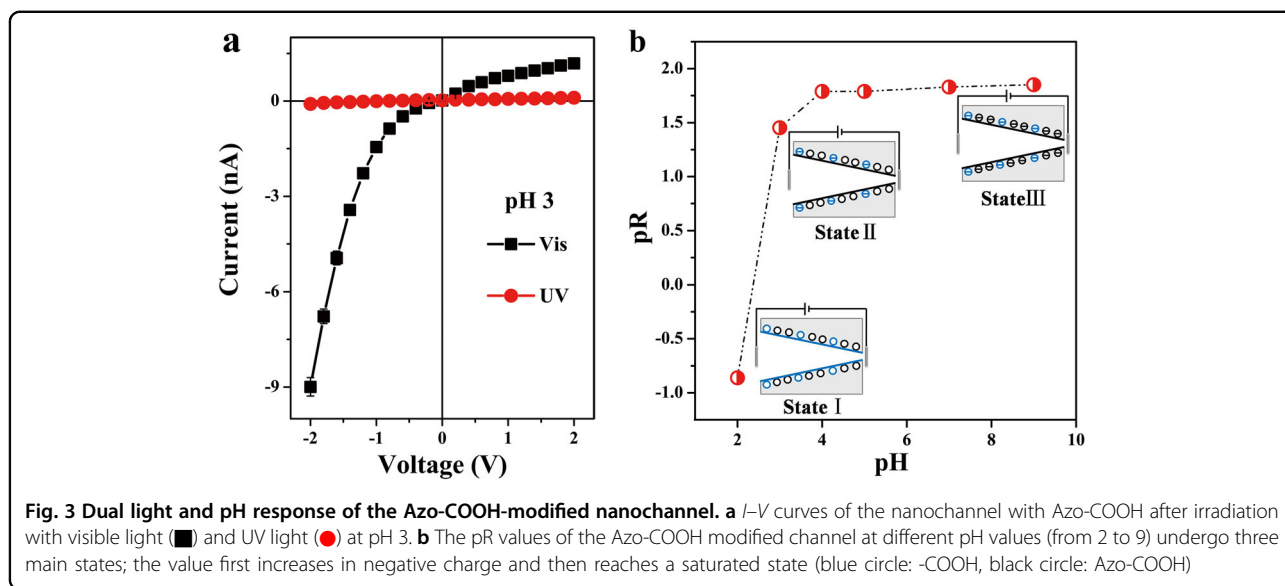 a
Current (nA)
0
-3
-6
-9
pH 3
Vis
UV
-2
-1
0
1
2
Voltage (V)
b
pR
2.0
1.5
1.0
0.5
0.0
-0.5
-1.0
State Ⅰ
State Ⅱ
StateⅢ
2
4
6
8
10
pH
Fig. 3 Dual light and pH response of the Azo-COOH-modified nanochannel. a I–V curves of the nanochannel with Azo-COOH after irradiation
with visible light (■) and UV light (●) at pH 3. b The pR values of the Azo-COOH modified channel at different pH values (from 2 to 9) undergo three
main states; the value first increases in negative charge and then reaches a saturated state (blue circle: -COOH, black circle: Azo-COOH)